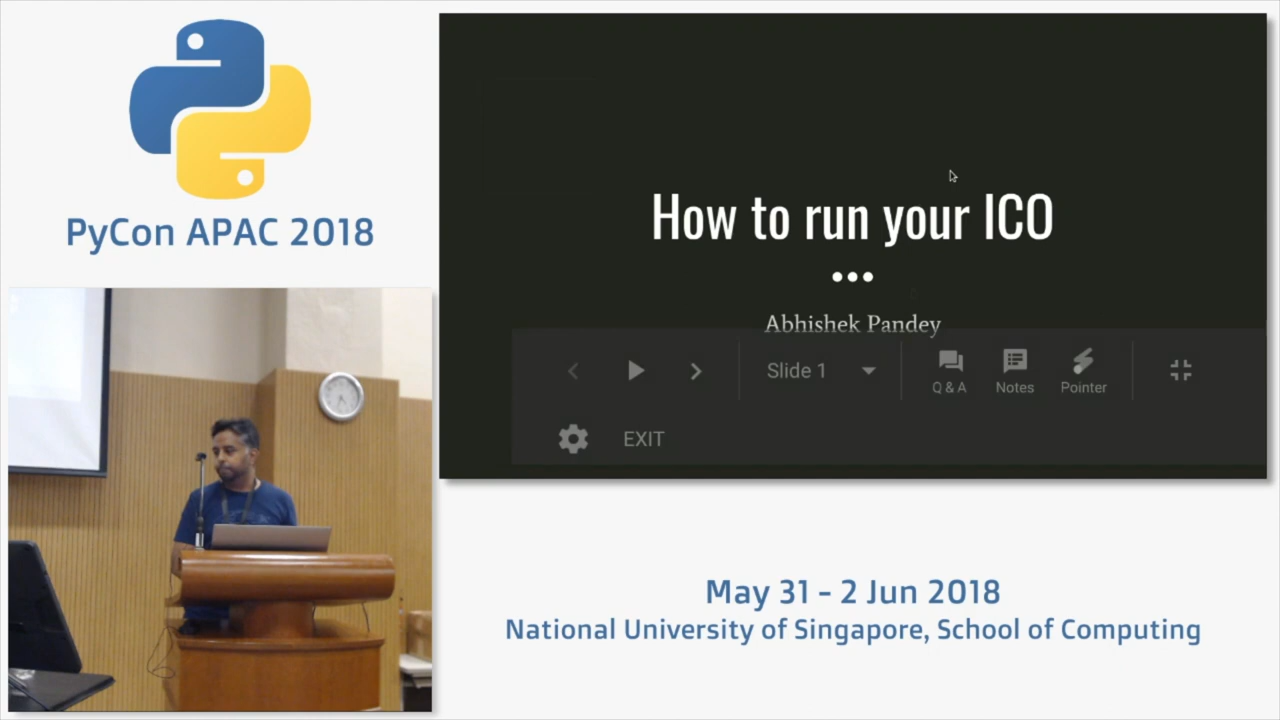 PyCon APAC 2018
How to run your ICO
Abhishek Pandey
Slide 1
Q & A
Notes
Pointer
EXIT
May 31 - 2 Jun 2018
National University of Singapore, School of Computing